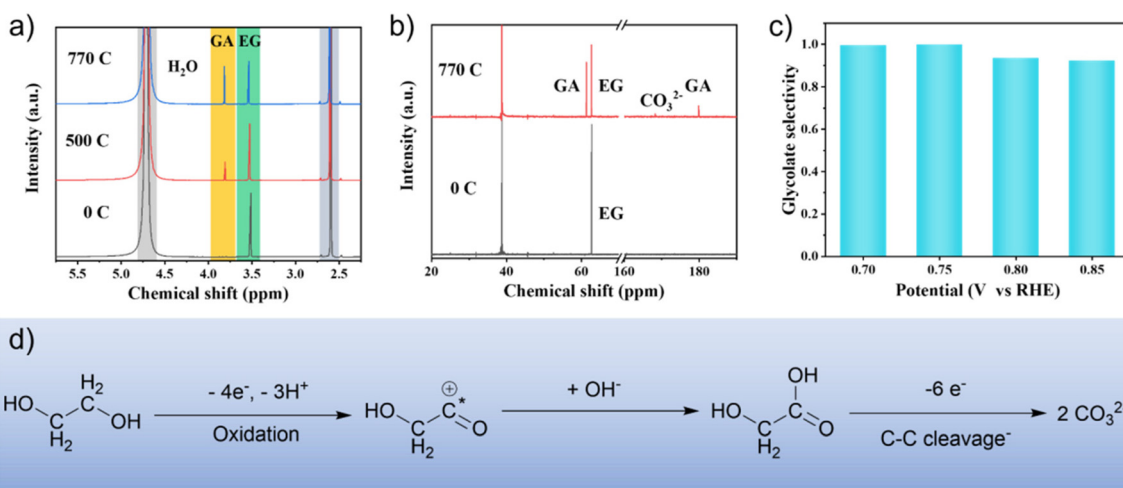 a)
770 C
500 C
0 C
H₂O
GA
EG
Intensity (a.u.)
5.5 5.0 4.5 4.0 3.5 3.0 2.5
Chemical shift (ppm)
b)
770 C
GA
EG
CO₃²⁻
GA
0 C
EG
Intensity (a.u.)
20 40 60 160 180
Chemical shift (ppm)
c)
Glycolate selectivity
1.0
0.8
0.6
0.4
0.2
0.0
0.70 0.75 0.80 0.85
Potential (V vs RHE)
d)
HO
H₂
C
C
H₂
OH
- 4e⁻, - 3H⁺
Oxidation
HO
C
H₂
⊕
C*
O
+ OH⁻
HO
C
H₂
OH
C
O
-6 e⁻
C-C cleavage⁻
2 CO₃²